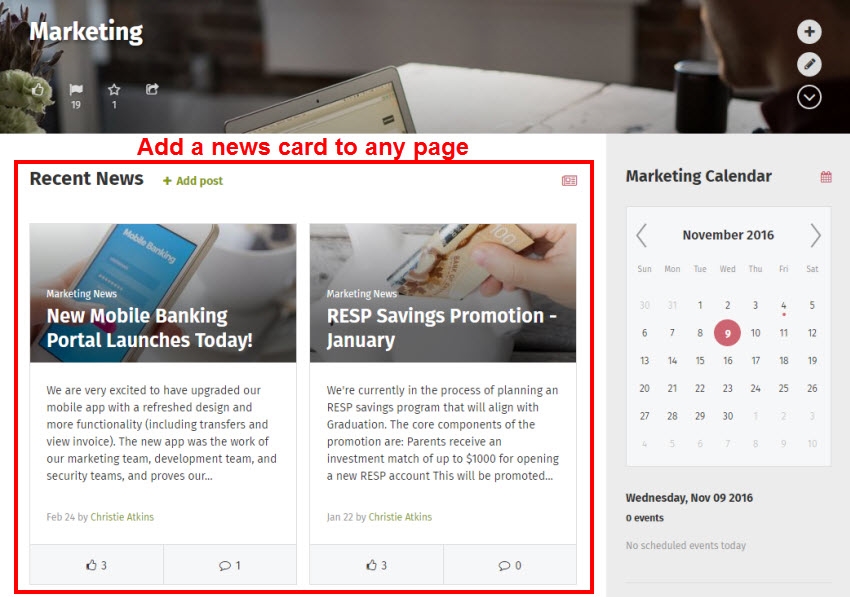 Marketing
19
1
Add a news card to any page
Recent News
+ Add post
Mobile Banking
Marketing News
New Mobile Banking
Portal Launches Today!
We are very excited to have upgraded our
mobile app with a refreshed design and
more functionality (including transfers and
view invoice). The new app was the work of
our marketing team, development team, and
security teams, and proves our...
Feb 24 by Christie Atkins
3
1
100
Marketing News
RESP Savings Promotion -
January
We're currently in the process of planning an
RESP savings program that will align with
Graduation. The core components of the
promotion are: Parents receive an
investment match of up to $1000 for opening
a new RESP account This will be promoted...
Jan 22 by Christie Atkins
3
0
Marketing Calendar
November 2016
Sun Mon Tue Wed Thu Fri Sat
30 31 1 2 3 4 5
6 7 8 9 10 11 12
13 14 15 16 17 18 19
20 21 22 23 24 25 26
27 28 29 30 1 2 3
4 5 6 7 8 9 10
Wednesday, Nov 09 2016
0 events
No scheduled events today